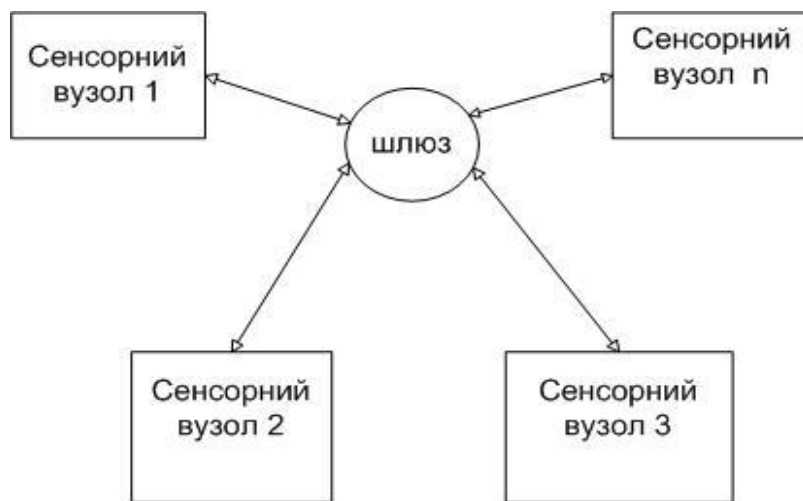 Сенсорний
вузол 1
шлюз
Сенсорний
вузол n
Сенсорний
вузол 2
Сенсорний
вузол 3